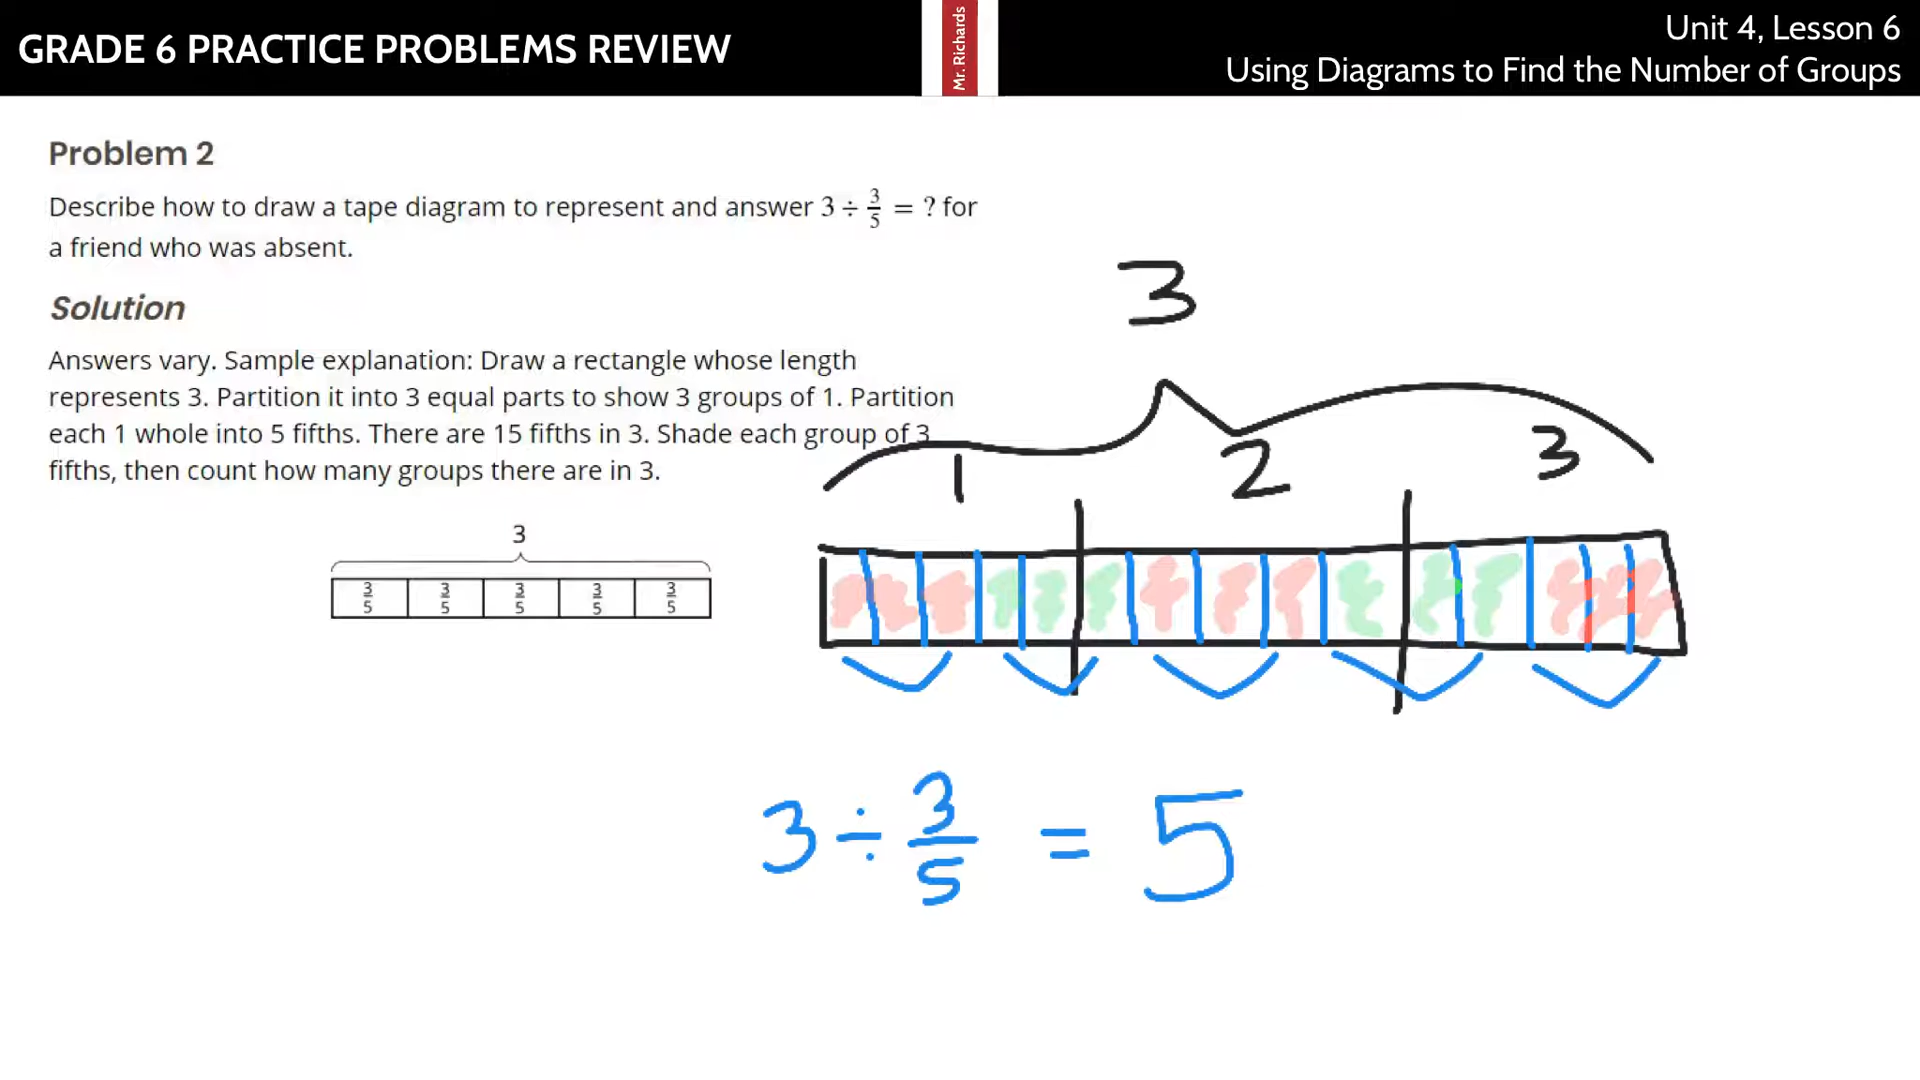 GRADE 6 PRACTICE PROBLEMS REVIEW
Mr. Richards
Unit 4, Lesson 6
Using Diagrams to Find the Number of Groups
Problem 2
Describe how to draw a tape diagram to represent and answer 3 ÷ 3/5 = ? for
a friend who was absent.
Solution
Answers vary. Sample explanation: Draw a rectangle whose length
represents 3. Partition it into 3 equal parts to show 3 groups of 1. Partition
each 1 whole into 5 fifths. There are 15 fifths in 3. Shade each group of 3
fifths, then count how many groups there are in 3.
3
3/5 3/5 3/5 3/5 3/5
3
1 2 3
3 ÷ 3/5 = 5